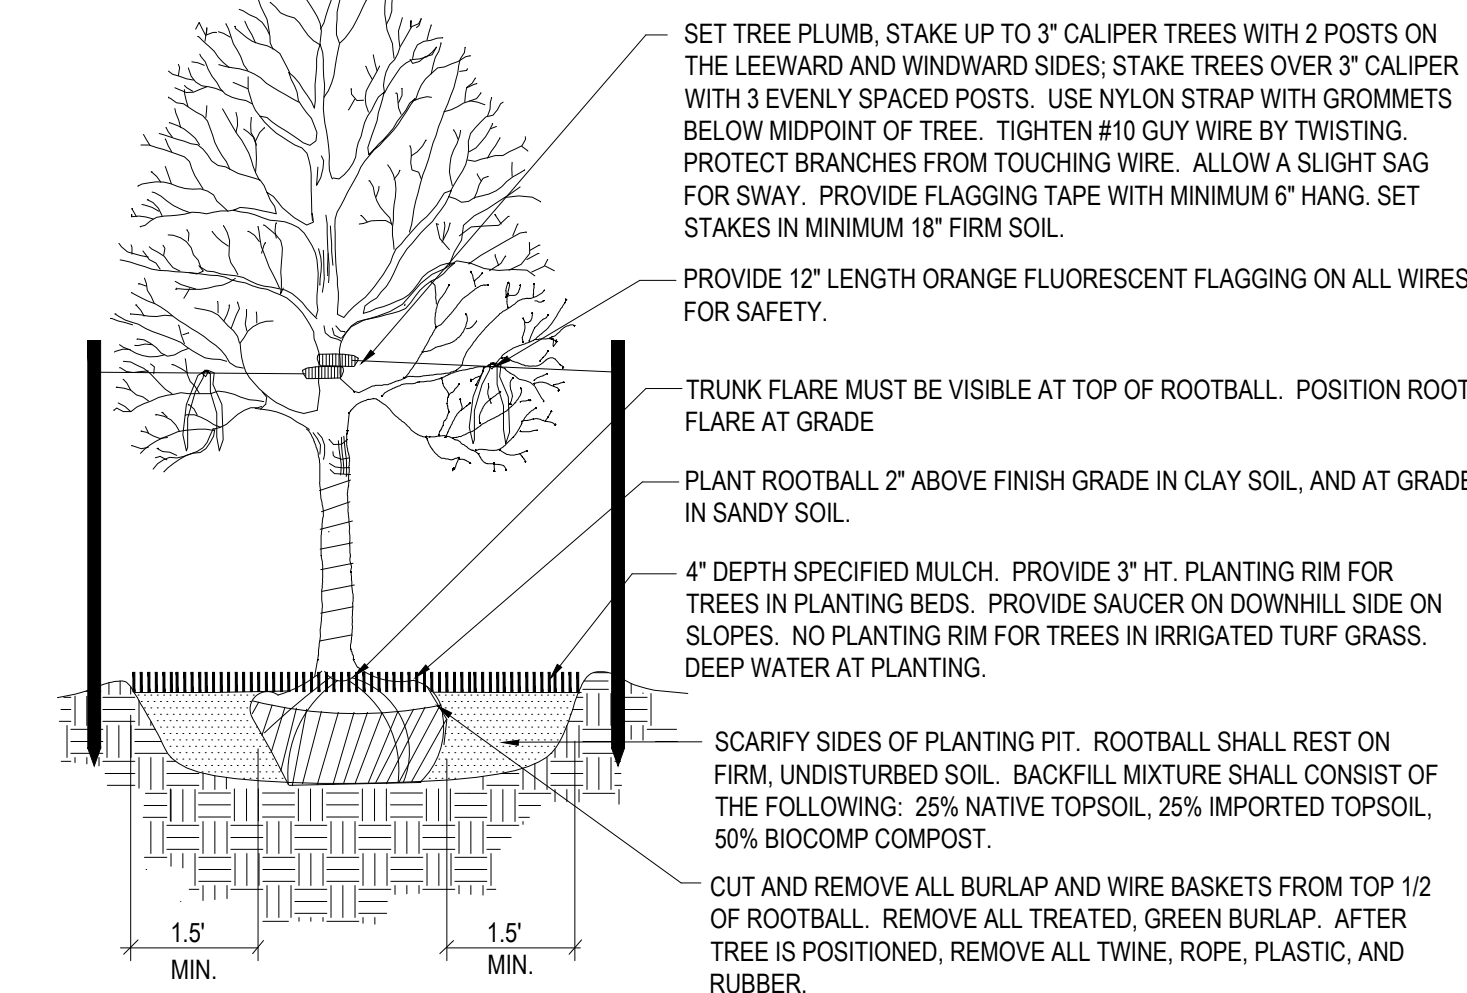 SET TREE PLUMB, STAKE UP TO 3" CALIPER TREES WITH 2 POSTS ON
THE LEEWARD AND WINDWARD SIDES; STAKE TREES OVER 3" CALIPER
WITH 3 EVENLY SPACED POSTS. USE NYLON STRAP WITH GROMMETS
BELOW MIDPOINT OF TREE. TIGHTEN #10 GUY WIRE BY TWISTING.
PROTECT BRANCHES FROM TOUCHING WIRE. ALLOW A SLIGHT SAG
FOR SWAY. PROVIDE FLAGGING TAPE WITH MINIMUM 6" HANG. SET
STAKES IN MINIMUM 18" FIRM SOIL.
PROVIDE 12" LENGTH ORANGE FLUORESCENT FLAGGING ON ALL WIRES
FOR SAFETY.
TRUNK FLARE MUST BE VISIBLE AT TOP OF ROOTBALL. POSITION ROOT
FLARE AT GRADE
PLANT ROOTBALL 2" ABOVE FINISH GRADE IN CLAY SOIL, AND AT GRADE
IN SANDY SOIL.
4" DEPTH SPECIFIED MULCH. PROVIDE 3" HT. PLANTING RIM FOR
TREES IN PLANTING BEDS. PROVIDE SAUCER ON DOWNHILL SIDE ON
SLOPES. NO PLANTING RIM FOR TREES IN IRRIGATED TURF GRASS.
DEEP WATER AT PLANTING.
SCARIFY SIDES OF PLANTING PIT. ROOTBALL SHALL REST ON
FIRM, UNDISTURBED SOIL. BACKFILL MIXTURE SHALL CONSIST OF
THE FOLLOWING: 25% NATIVE TOPSOIL, 25% IMPORTED TOPSOIL,
50% BIOCOMP COMPOST.
CUT AND REMOVE ALL BURLAP AND WIRE BASKETS FROM TOP 1/2
OF ROOTBALL. REMOVE ALL TREATED, GREEN BURLAP. AFTER
TREE IS POSITIONED, REMOVE ALL TWINE, ROPE, PLASTIC, AND
RUBBER.
1.5'
MIN.
1.5'
MIN.